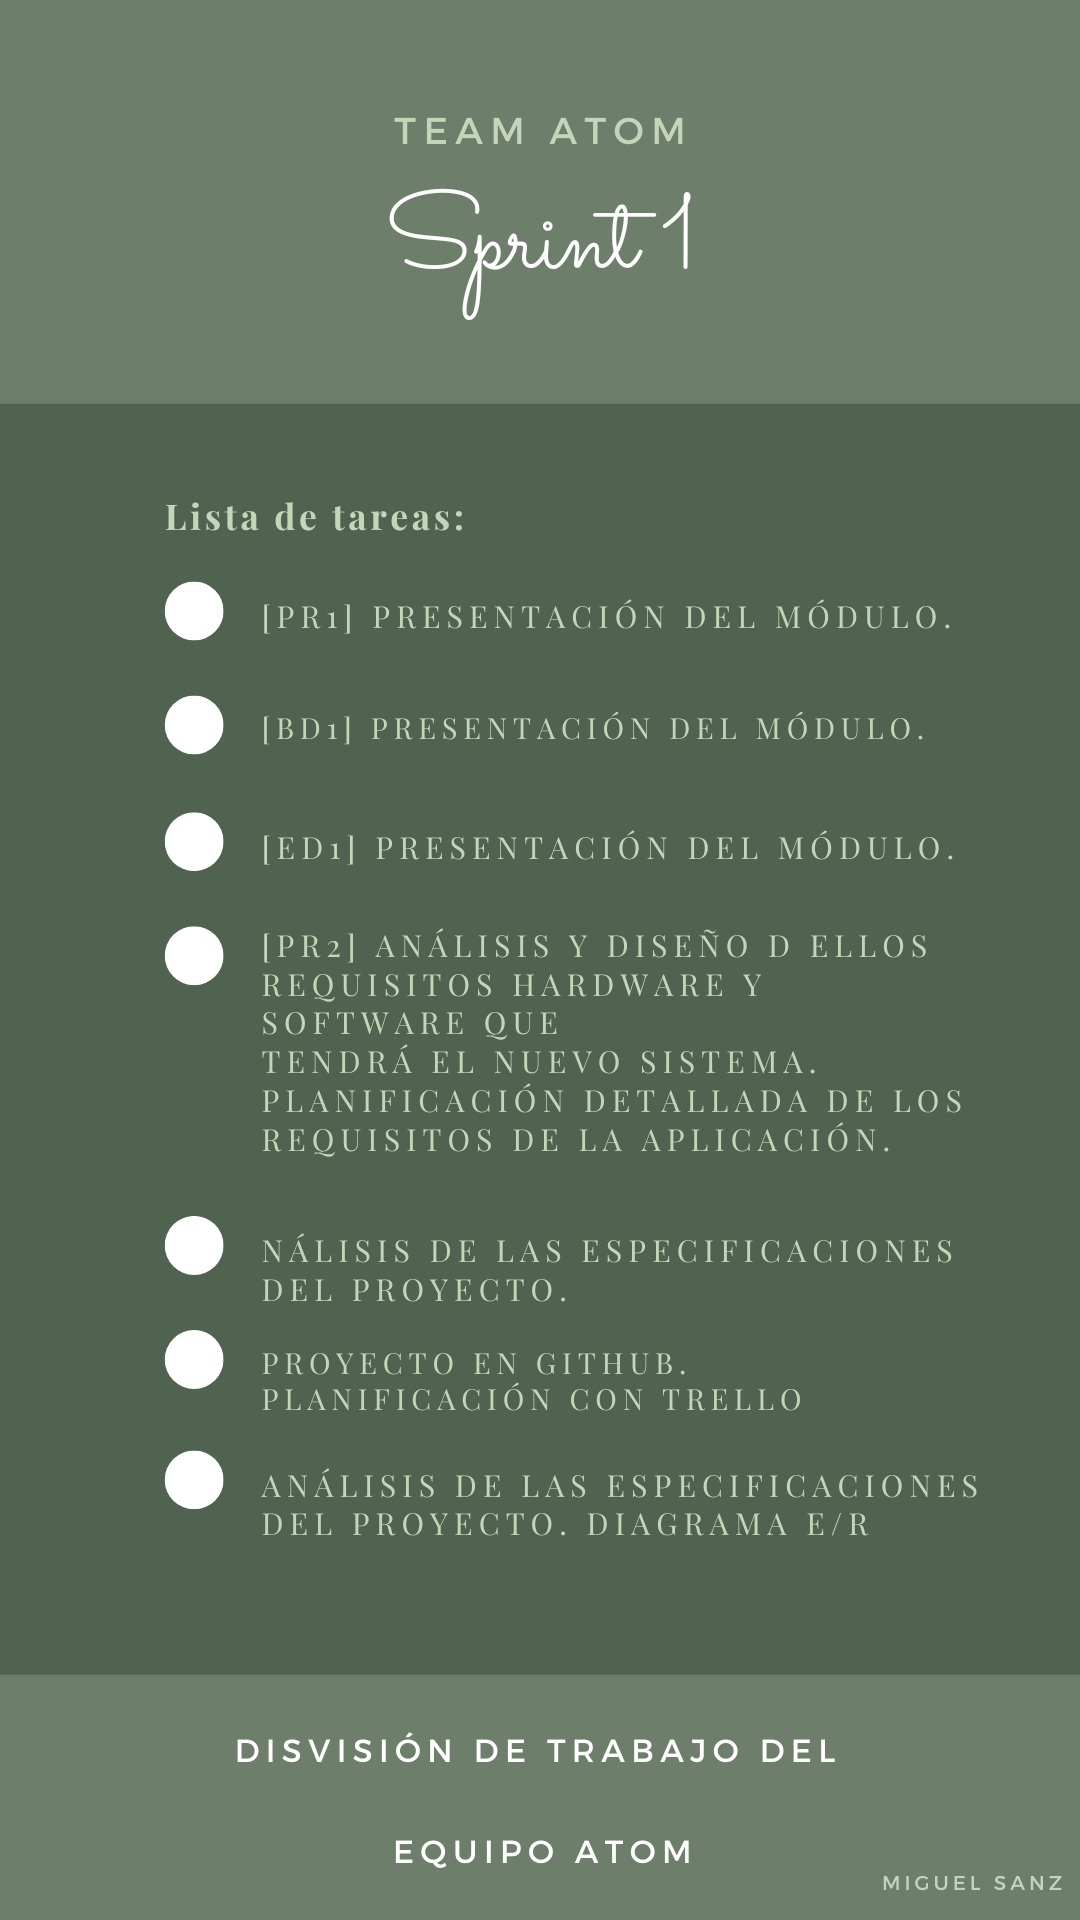 TEAM ATOM
Sprint 1
Lista de tareas:
[PR1] PRESENTACIÓN DEL MÓDULO.
[BD1] PRESENTACIÓN DEL MÓDULO.
[ED1] PRESENTACIÓN DEL MÓDULO.
[PR2] ANÁLISIS Y DISEÑO D ELLOS
REQUISITOS HARDWARE Y
SOFTWARE QUE
TENDRÁ EL NUEVO SISTEMA.
PLANIFICACIÓN DETALLADA DE LOS
REQUISITOS DE LA APLICACIÓN.
NÁLISIS DE LAS ESPECIFICACIONES
DEL PROYECTO.
PROYECTO EN GITHUB.
PLANIFICACIÓN CON TRELLO
ANÁLISIS DE LAS ESPECIFICACIONES
DEL PROYECTO. DIAGRAMA E/R
DISVISIÓN DE TRABAJO DEL
EQUIPO ATOM
MIGUEL SANZ